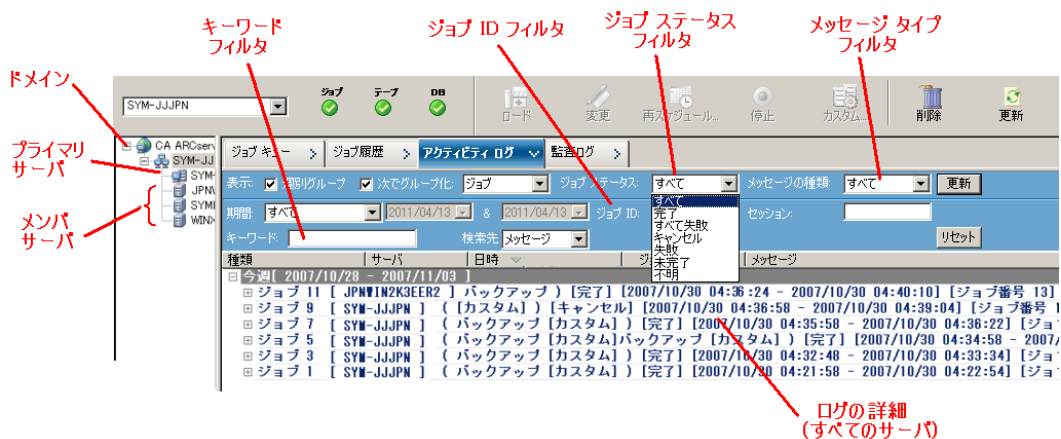 キーワード
フィルタ
ジョブ ID フィルタ
ジョブ ステータス
フィルタ
メッセージ タイプ
フィルタ
ドメイン
SYM-JJJPN
ジョブ
テープ
DB
ロード
変更
再スケジュール...
停止
カスタム...
削除
更新
プライマリ
サーバ
メンバ
サーバ
CA ARCserv
SYM-JJ
SYM-
JPNW
SYMI
WINX
ジョブ キュー
ジョブ履歴
アクティビティ ログ
監査ログ
表示: 週別グループ 次でグループ化: ジョブ ジョブ ステータス: すべて メッセージの種類: すべて 更新
期間: すべて 2011/04/13 & 2011/04/13 ジョブ ID: セッション:
キーワード: 検索先 メッセージ リセット
すべて
完了
すべて失敗
キャンセル
失敗
未完了
不明
種類 サーバ 日時 メッセージ
今週[ 2007/10/28 - 2007/11/03 ]
ジョブ 11 [ JPNWIN2K3EER2 ] バックアップ ) [完了] [2007/10/30 04:36:24 - 2007/10/30 04:40:10] [ジョブ番号 13]
ジョブ 9 [ SYM-JJJPN ] ( [カスタム] ) [キャンセル] [2007/10/30 04:36:58 - 2007/10/30 04:39:04] [ジョブ番号
ジョブ 7 [ SYM-JJJPN ] ( バックアップ [カスタム] ) [完了] [2007/10/30 04:35:58 - 2007/10/30 04:36:22] [ジョ
ジョブ 5 [ SYM-JJJPN ] ( バックアップ [カスタム]バックアップ [カスタム] ) [完了] [2007/10/30 04:34:58 - 2007/
ジョブ 3 [ SYM-JJJPN ] ( バックアップ [カスタム] ) [完了] [2007/10/30 04:32:48 - 2007/10/30 04:33:34] [ジョ
ジョブ 1 [ SYM-JJJPN ] ( バックアップ [カスタム] ) [完了] [2007/10/30 04:21:58 - 2007/10/30 04:22:54] [ジョ
ログの詳細
(すべてのサーバ)